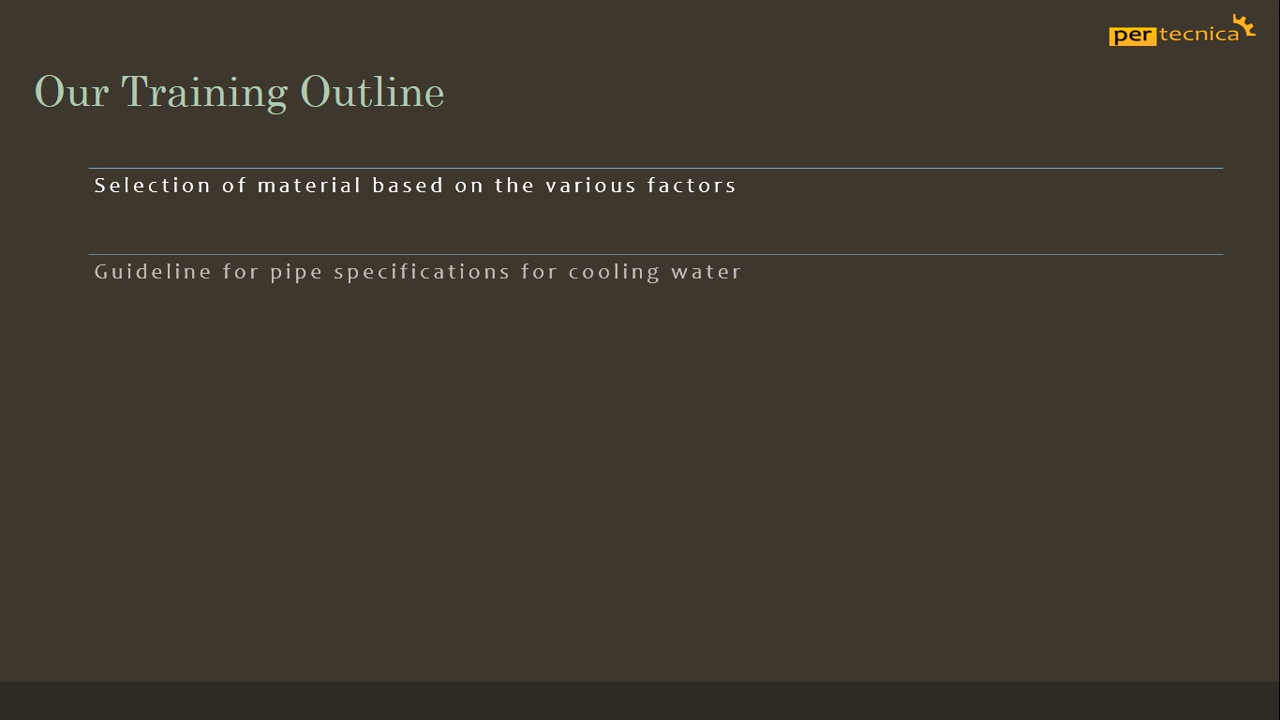 per tecnica
Our Training Outline
Selection of material based on the various factors
Guideline for pipe specifications for cooling water